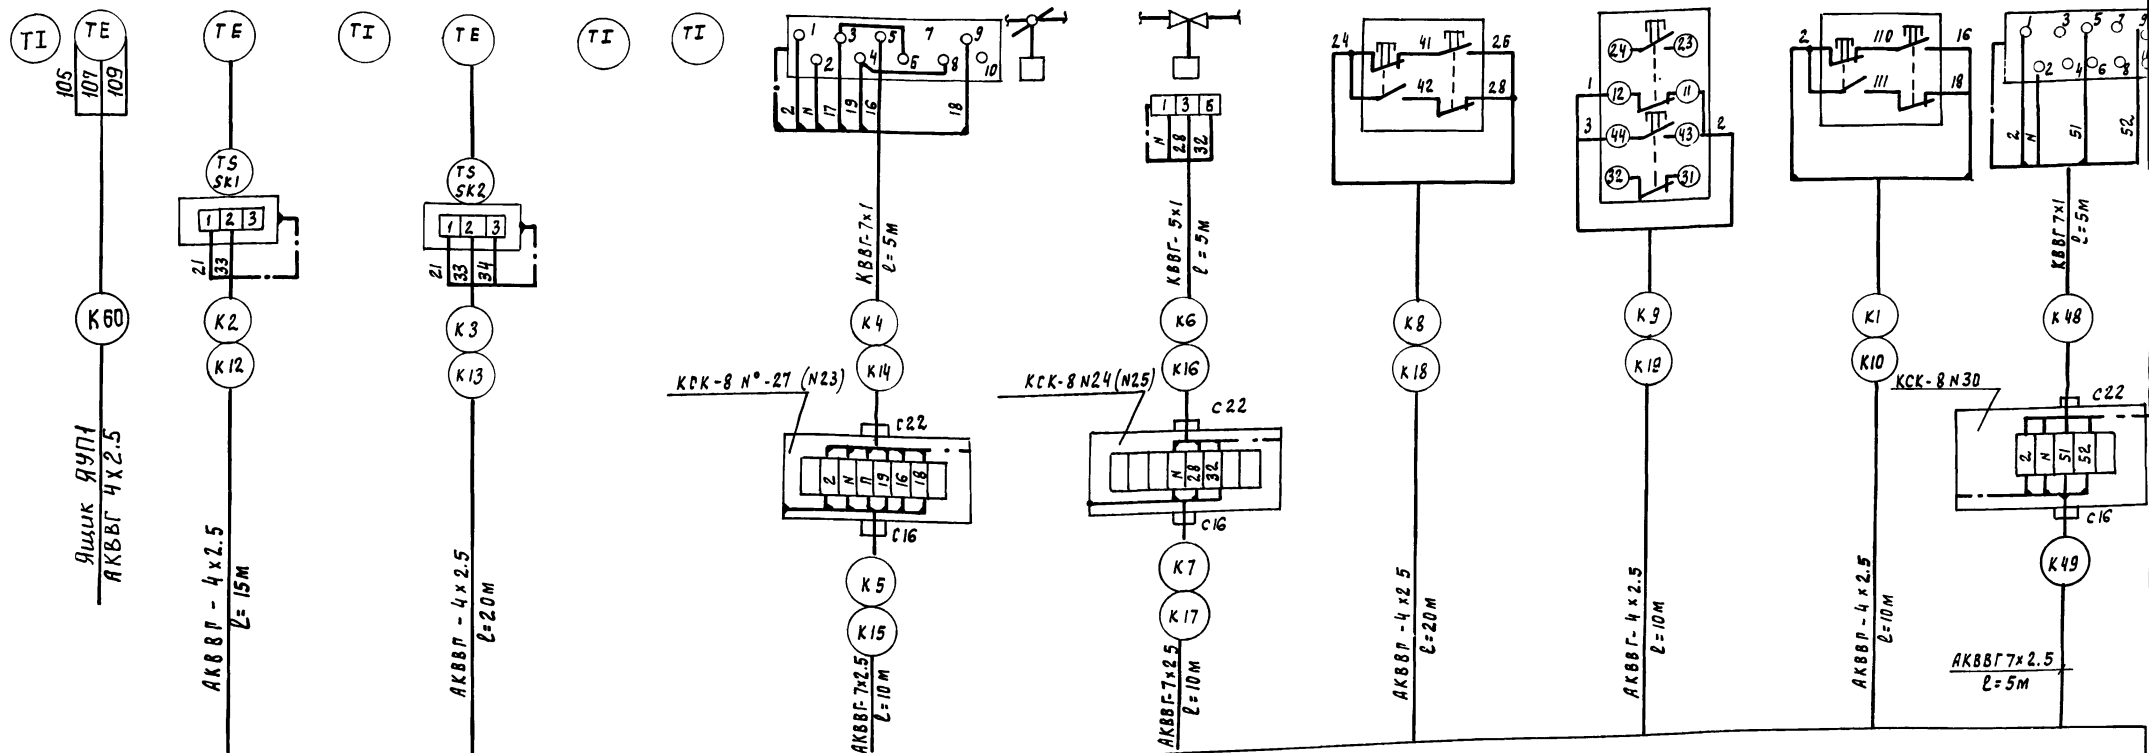 TI
TE
105
107
109
K60
Ящик ЯУП1
АКВВГ 4х2.5
TE
TS
SK1
1 2 3
21 33
K2
K12
АКВВГ - 4х2.5
ℓ= 15м
TI
TE
TS
SK2
1 2 3
21 33 34
K3
K13
АКВВГ - 4х2.5
ℓ=20м
TI
TI
1 3 5 7 9
2 4 6 8 10
2 N 17 19 16 18
КВВГ-7х1
ℓ= 5м
K4
K14
КСК-8 N°-27 (N23)
С22
2 N П 19 16 18
С16
K5
K15
АКВВГ-7х2.5
ℓ=10м
1 3 Б
N 28 32
КВВГ- 5х1
ℓ= 5м
K6
K16
КСК-8 N24 (N25)
С22
N 28 32
С16
K7
K17
АКВВГ-7х2.5
ℓ=10м
24 41 26
42 28
K8
K18
АКВВГ -4х2 5
ℓ=20м
24 23
1 12 11
3 44 43 2
32 31
K9
K19
АКВВГ- 4х2.5
ℓ=10м
2 110 16
111 18
K1
K10
АКВВГ - 4х2.5
ℓ=10м
1 3 5 7 9
2 4 6 8
2 N 51 52
КВВГ 7х1
ℓ=5м
K48
КСК-8 N30
С22
2 N 51 52
С16
K49
АКВВГ 7х2.5
ℓ=5м